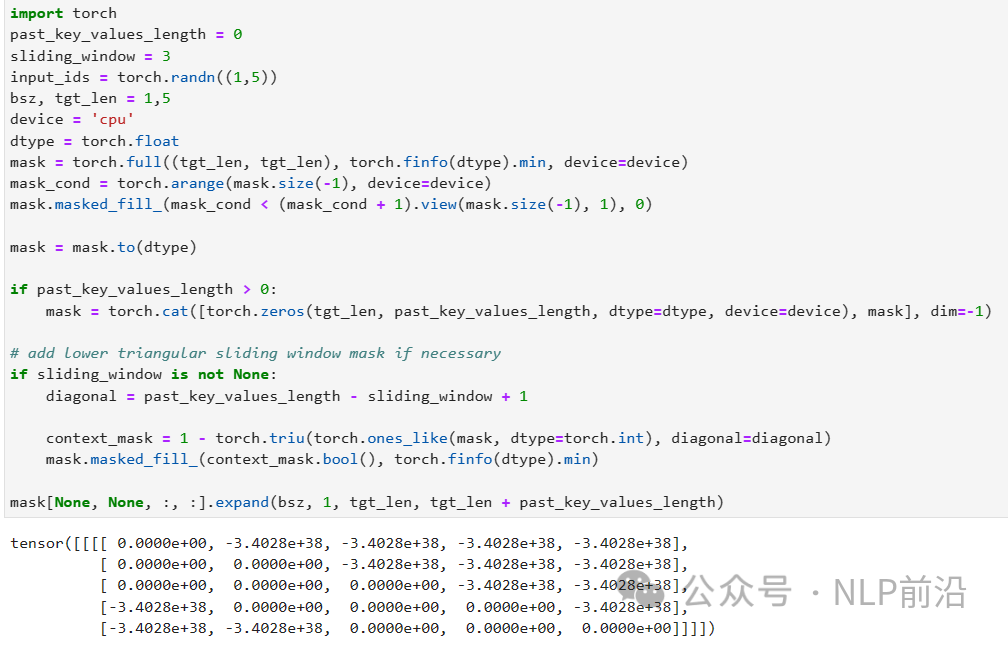 import torch
past_key_values_length = 0
sliding_window = 3
input_ids = torch.randn((1,5))
bsz, tgt_len = 1,5
device = 'cpu'
dtype = torch.float
mask = torch.full((tgt_len, tgt_len), torch.finfo(dtype).min, device=device)
mask_cond = torch.arange(mask.size(-1), device=device)
mask.masked_fill_(mask_cond < (mask_cond + 1).view(mask.size(-1), 1), 0)

mask = mask.to(dtype)

if past_key_values_length > 0:
    mask = torch.cat([torch.zeros(tgt_len, past_key_values_length, dtype=dtype, device=device), mask], dim=-1)

# add lower triangular sliding window mask if necessary
if sliding_window is not None:
    diagonal = past_key_values_length - sliding_window + 1

    context_mask = 1 - torch.triu(torch.ones_like(mask, dtype=torch.int), diagonal=diagonal)
    mask.masked_fill_(context_mask.bool(), torch.finfo(dtype).min)

mask[None, None, :, :].expand(bsz, 1, tgt_len, tgt_len + past_key_values_length)

tensor([[[[ 0.0000e+00, -3.4028e+38, -3.4028e+38, -3.4028e+38, -3.4028e+38],
          [ 0.0000e+00,  0.0000e+00, -3.4028e+38, -3.4028e+38, -3.4028e+38],
          [ 0.0000e+00,  0.0000e+00,  0.0000e+00, -3.4028e+38, -3.4028e+38],
          [-3.4028e+38,  0.0000e+00,  0.0000e+00,  0.0000e+00, -3.4028e+38],
          [-3.4028e+38, -3.4028e+38,  0.0000e+00,  0.0000e+00,  0.0000e+00]]]])
公众号 · NLP前沿